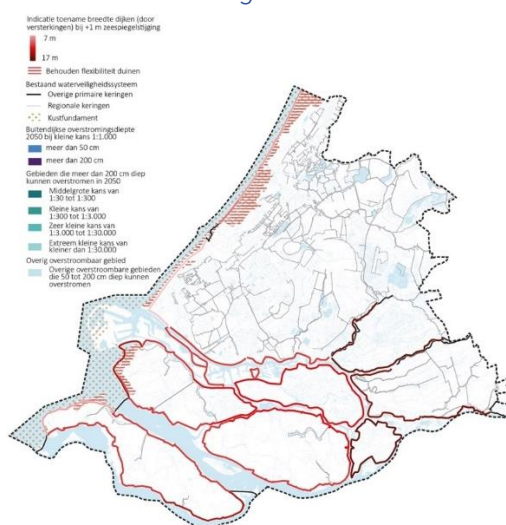 Indicatie toename breedte dijken (door
versterkingen) bij +1 m zeespiegelstijging
7 m
17 m
Behouden flexibiliteit duinen
Bestaand waterveiligheidssysteem
Overige primaire keringen
Regionale keringen
Kustfundament
Buitendijkse overstromingsdiepte
2050 bij kleine kans 1:1.000
meer dan 50 cm
meer dan 200 cm
Gebieden die meer dan 200 cm diep
kunnen overstromen in 2050
Middelgrote kans van
1:30 tot 1:300
Kleine kans van
1:300 tot 1:3.000
Zeer kleine kans van
1:3.000 tot 1:30.000
Extreem kleine kans van
kleiner dan 1:30.000
Overig overstroombaar gebied
Overige overstroombare gebieden
die 50 tot 200 cm diep kunnen
overstromen